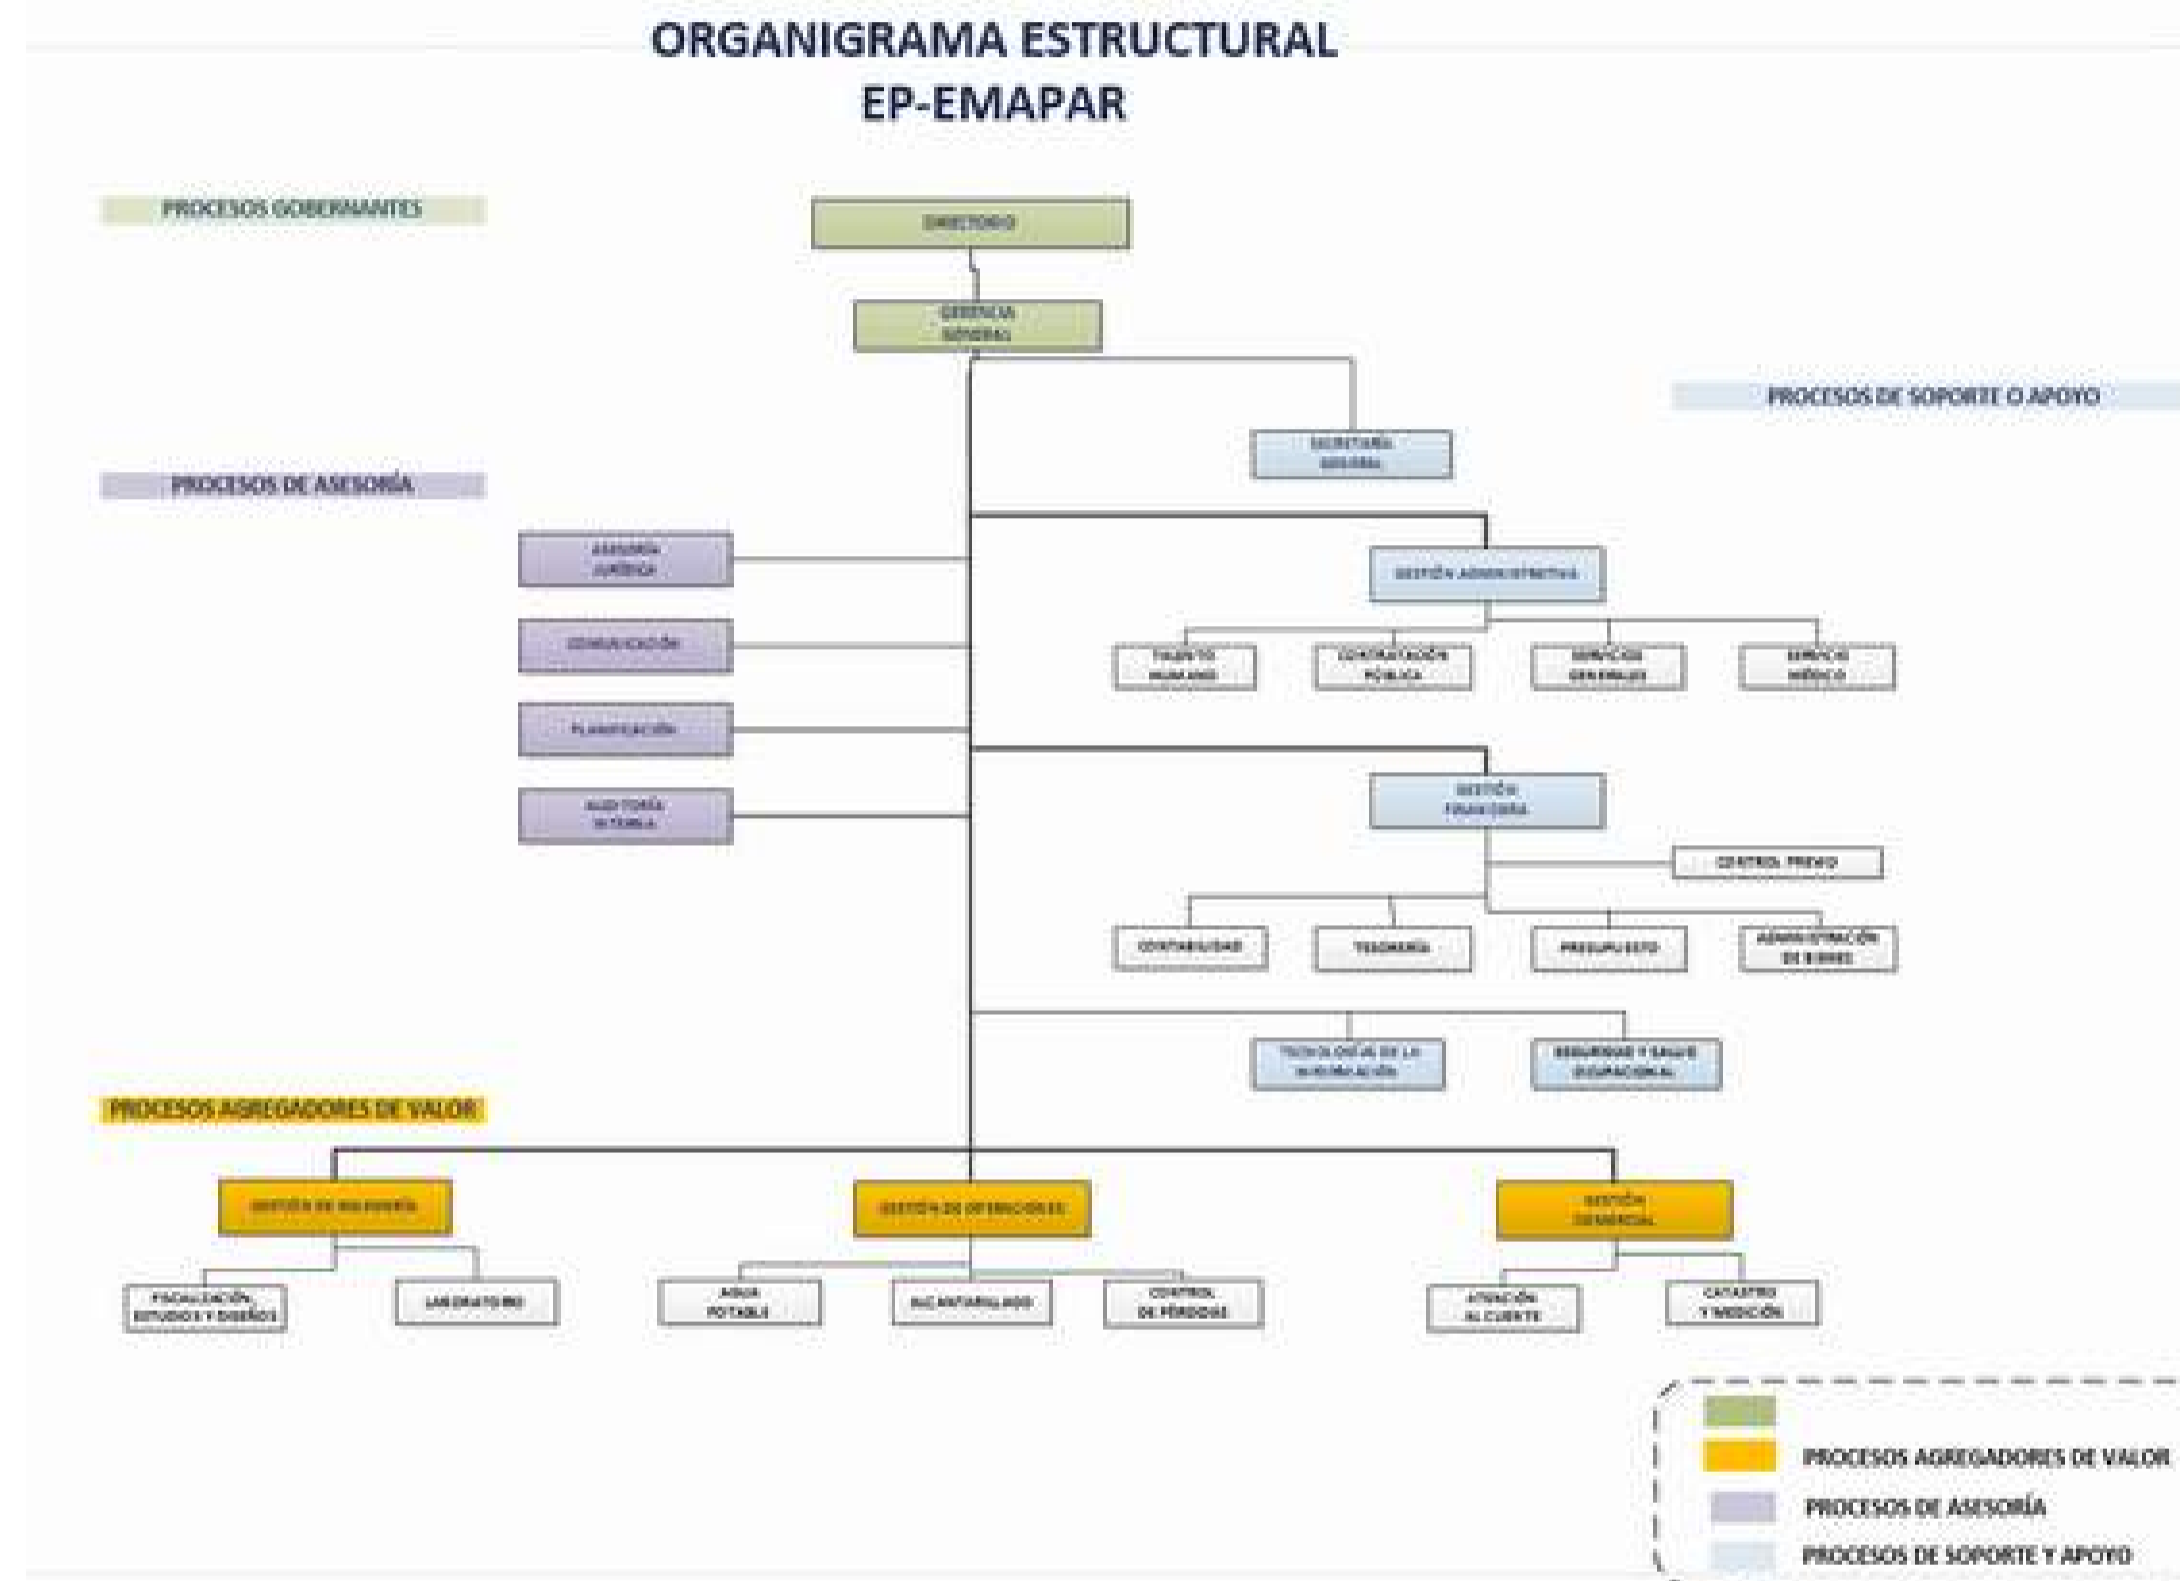 ORGANIGRAMA ESTRUCTURAL
EP-EMAPAR
PROCESOS GOBERNANTES
DIRECTORIO
GERENCIA
GENERAL
PROCESOS DE SOPORTE O APOYO
SECRETARÍA
GENERAL
PROCESOS DE ASESORÍA
ASESORÍA
JURÍDICA
COMUNICACIÓN
PLANIFICACIÓN
AUDITORÍA
INTERNA
GESTIÓN ADMINISTRATIVA
TALENTO
HUMANO
CONTRATACIÓN
PÚBLICA
SERVICIOS
GENERALES
SERVICIO
MÉDICO
GESTIÓN
FINANCIERA
CONTROL PREVIO
CONTABILIDAD
TESORERÍA
PRESUPUESTO
ADMINISTRACIÓN
DE BIENES
TECNOLOGÍAS DE LA
INFORMACIÓN
SEGURIDAD Y SALUD
OCUPACIONAL
PROCESOS AGREGADORES DE VALOR
GESTIÓN DE INGENIERÍA
GESTIÓN DE OPERACIONES
GESTIÓN
COMERCIAL
FISCALIZACIÓN,
ESTUDIOS Y DISEÑOS
LABORATORIO
AGUA
POTABLE
ALCANTARILLADO
CONTROL
DE PÉRDIDAS
ATENCIÓN
AL CLIENTE
CATASTRO
Y MEDICIÓN
PROCESOS AGREGADORES DE VALOR
PROCESOS DE ASESORÍA
PROCESOS DE SOPORTE Y APOYO